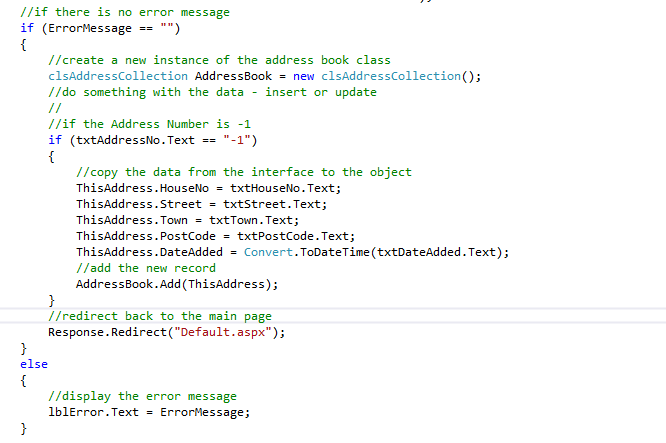 //if there is no error message
if (ErrorMessage == "")
{
//create a new instance of the address book class
clsAddressCollection AddressBook = new clsAddressCollection();
//do something with the data - insert or update
//
//if the Address Number is -1
if (txtAddressNo.Text == "-1")
{
//copy the data from the interface to the object
ThisAddress.HouseNo = txtHouseNo.Text;
ThisAddress.Street = txtStreet.Text;
ThisAddress.Town = txtTown.Text;
ThisAddress.PostCode = txtPostCode.Text;
ThisAddress.DateAdded = Convert.ToDateTime(txtDateAdded.Text);
//add the new record
AddressBook.Add(ThisAddress);
}
//redirect back to the main page
Response.Redirect("Default.aspx");
}
else
{
//display the error message
lblError.Text = ErrorMessage;
}